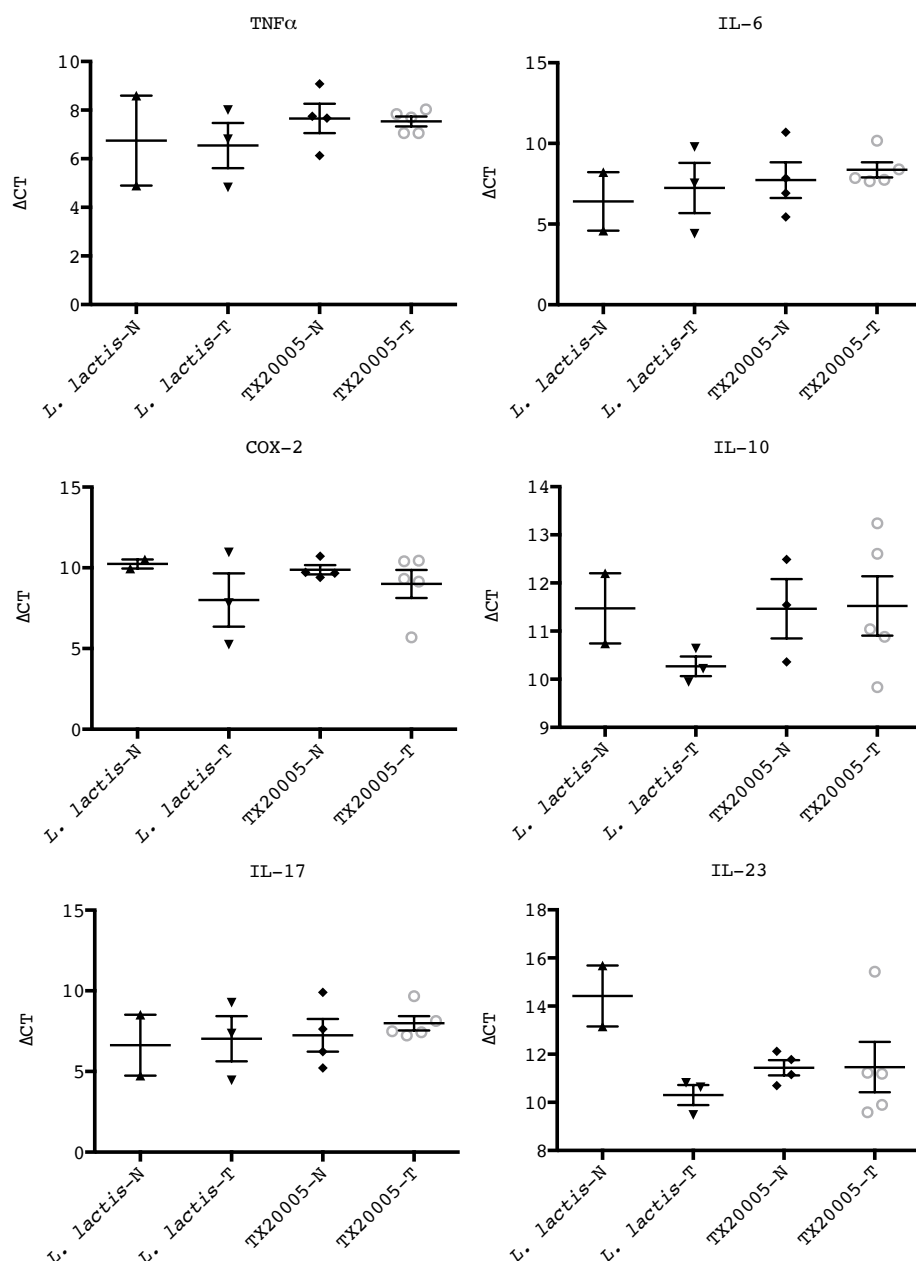 TNFα
10
8
6
4
2
0
ΔCT
L. lactis–N
L. lactis–T
TX20005–N
TX20005–T
IL–6
15
10
5
0
ΔCT
L. lactis–N
L. lactis–T
TX20005–N
TX20005–T
COX–2
15
10
5
0
ΔCT
L. lactis–N
L. lactis–T
TX20005–N
TX20005–T
IL–10
14
13
12
11
10
9
ΔCT
L. lactis–N
L. lactis–T
TX20005–N
TX20005–T
IL–17
15
10
5
0
ΔCT
L. lactis–N
L. lactis–T
TX20005–N
TX20005–T
IL–23
18
16
14
12
10
8
ΔCT
L. lactis–N
L. lactis–T
TX20005–N
TX20005–T